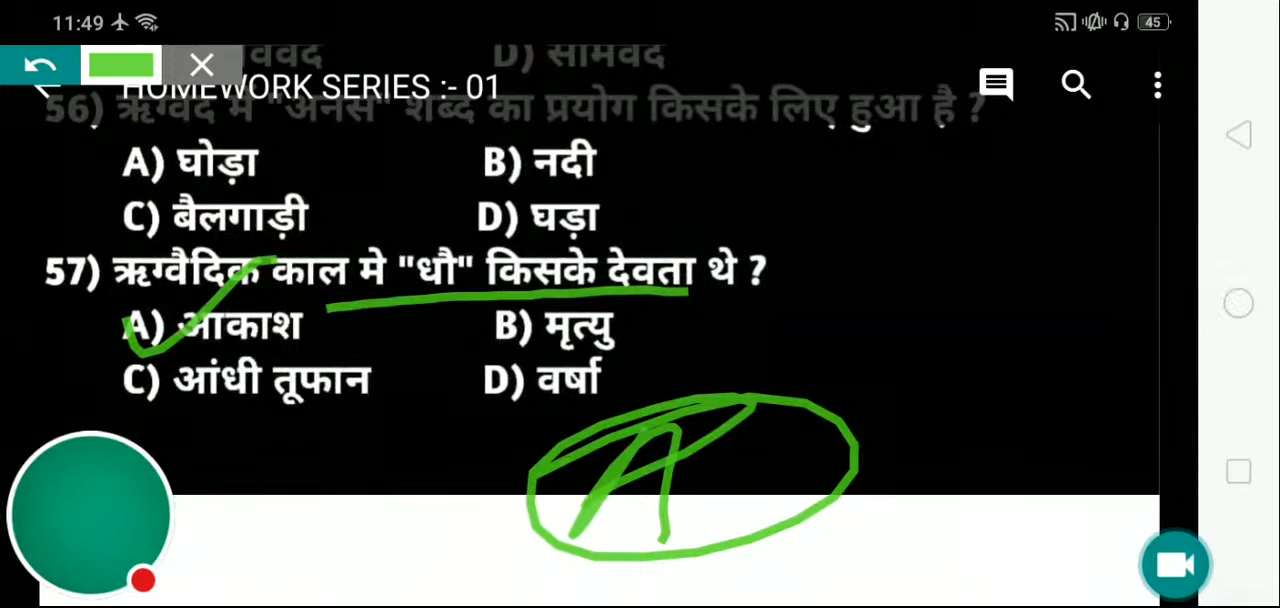 11:49
45
D) सामवेद
HOMEWORK SERIES :- 01
56) ऋग्वेद मे "अनस" शब्द का प्रयोग किसके लिए हुआ है ?
A) घोड़ा B) नदी
C) बैलगाड़ी D) घड़ा
57) ऋग्वैदिक काल मे "धौ" किसके देवता थे ?
A) आकाश B) मृत्यु
C) आंधी तूफान D) वर्षा
A